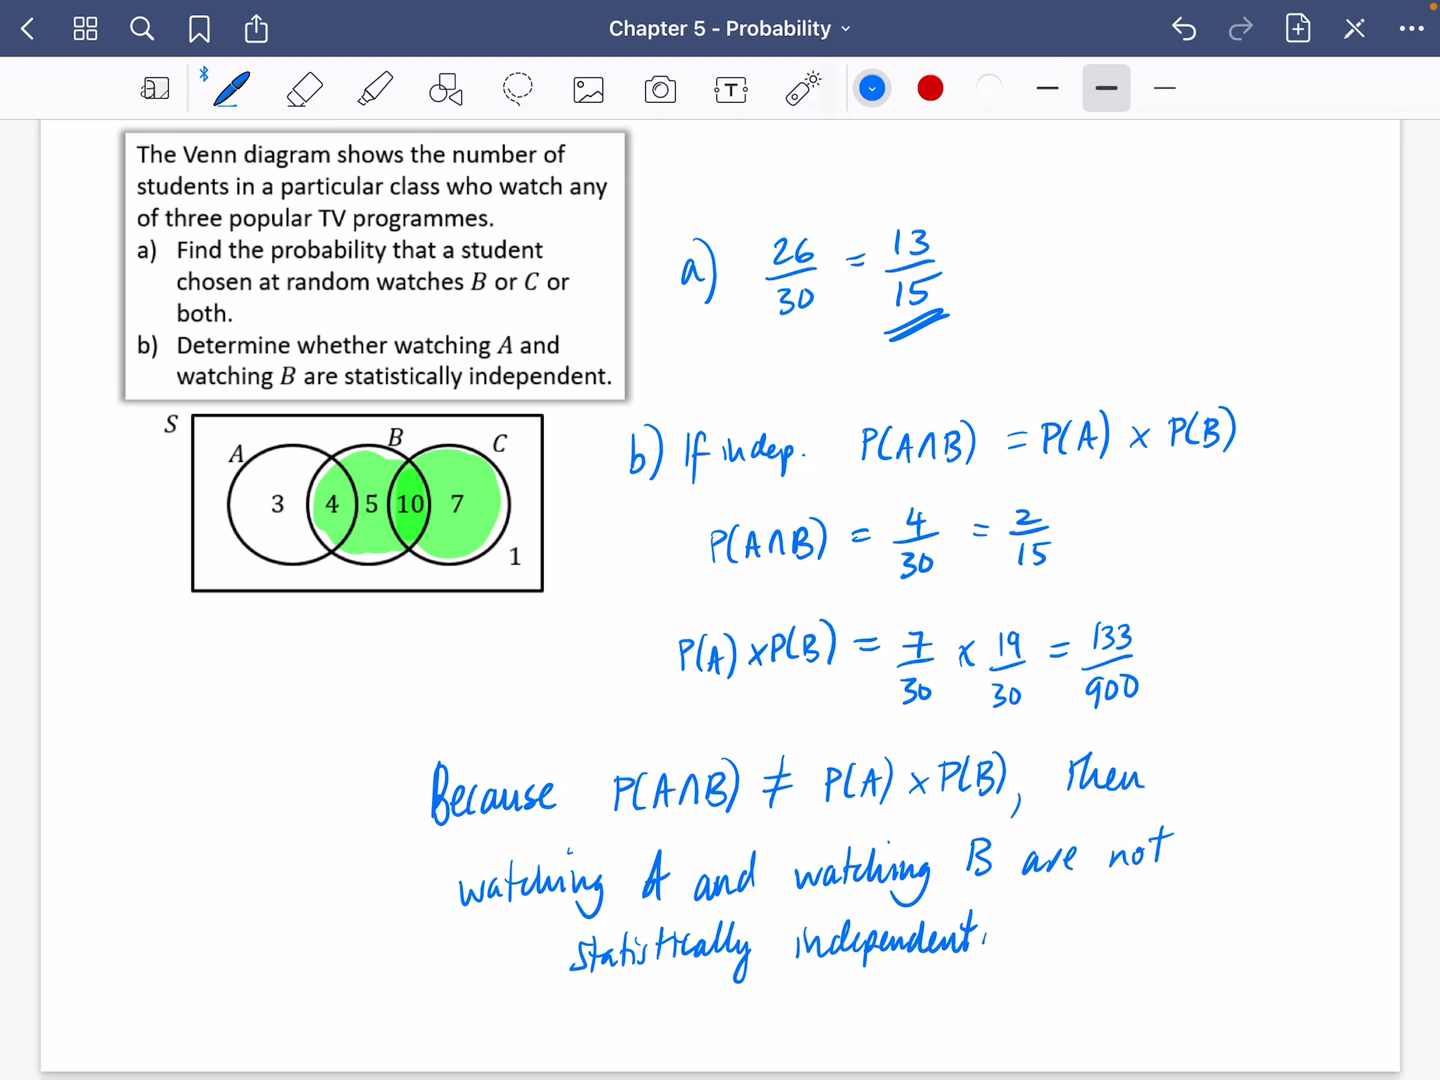 Chapter 5 - Probability
T
The Venn diagram shows the number of
students in a particular class who watch any
of three popular TV programmes.
a) Find the probability that a student
chosen at random watches B or C or
both.
b) Determine whether watching A and
watching B are statistically independent.
S
A B C
3 4 5 10 7
1
a) 26/30 = 13/15
b) If indep. P(A∩B) = P(A) × P(B)
P(A∩B) = 4/30 = 2/15
P(A) × P(B) = 7/30 × 19/30 = 133/900
Because P(A∩B) ≠ P(A) × P(B), then
watching A and watching B are not
statistically independent.